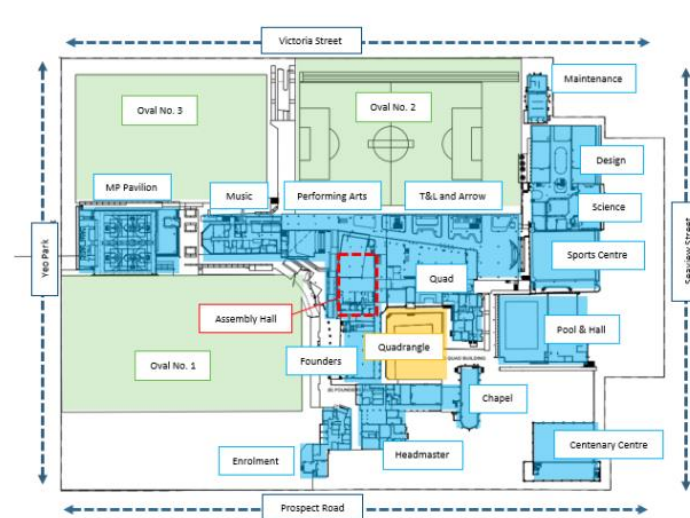 Victoria Street
Maintenance
Oval No. 3
Oval No. 2
Design
MP Pavilion
Music
Performing Arts
T&L and Arrow
Science
Yeo Park
Seaview Street
Sports Centre
Quad
Assembly Hall
Pool & Hall
Quadrangle
QUAD BUILDING
Founders
Oval No. 1
Chapel
Centenary Centre
Headmaster
Enrolment
Prospect Road